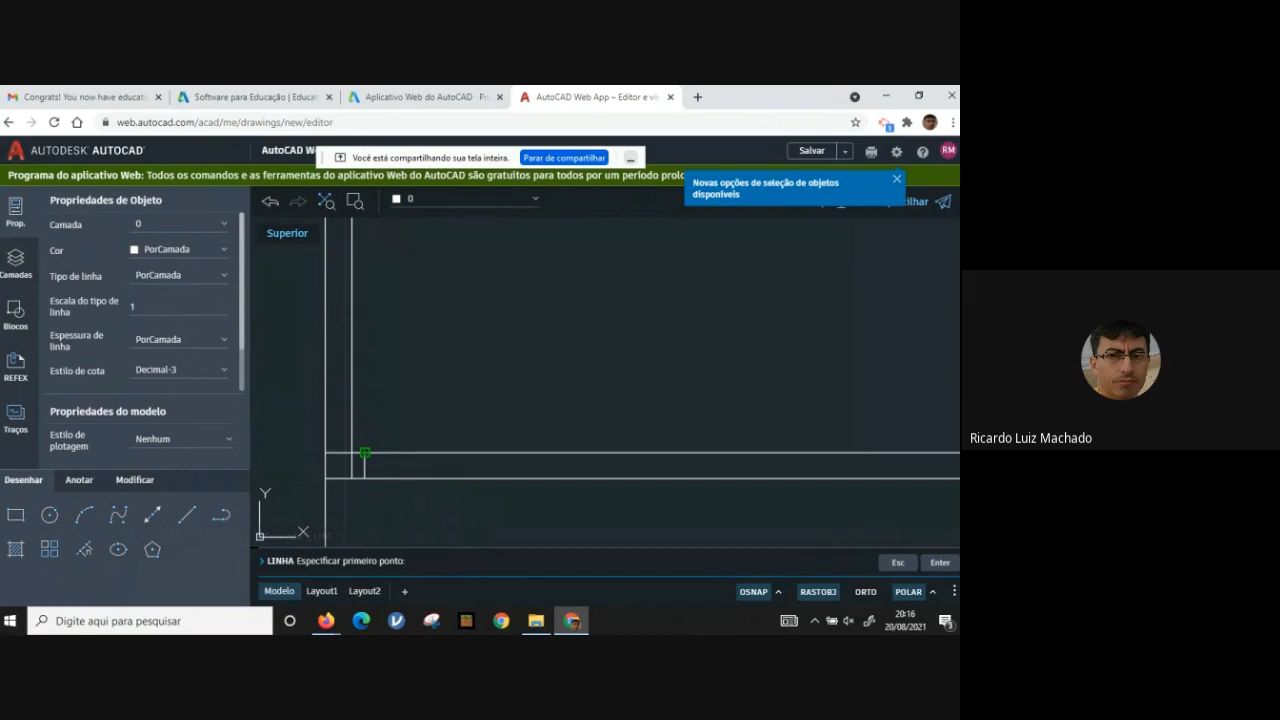 Congrats! You now have educati
Software para Educação | Educat
Aplicativo Web do AutoCAD
AutoCAD Web App – Editor e vi
web.autocad.com/acad/me/drawings/new/editor
1
AUTODESK AUTOCAD
AutoCAD W
Você está compartilhando sua tela inteira.
Parar de compartilhar
Salvar
RM
Programa do aplicativo Web: Todos os comandos e as ferramentas do aplicativo Web do AutoCAD são gratuitos para todos por um período prolo
Novas opções de seleção de objetos
disponíveis
ilhar
Prop.
Camadas
Blocos
REFEX
Traços
Propriedades de Objeto
Camada 0
Cor PorCamada
Tipo de linha PorCamada
Escala do tipo de
linha
1
Espessura de
linha
PorCamada
Estilo de cota Decimal-3
Propriedades do modelo
Estilo de
plotagem
Nenhum
Desenhar Anotar Modificar
0
Superior
Y
X
LINHA Especificar primeiro ponto:
Esc Enter
Modelo Layout1 Layout2 +
OSNAP RASTOBJ ORTO POLAR
Digite aqui para pesquisar
20:16
20/08/2021
3
Ricardo Luiz Machado